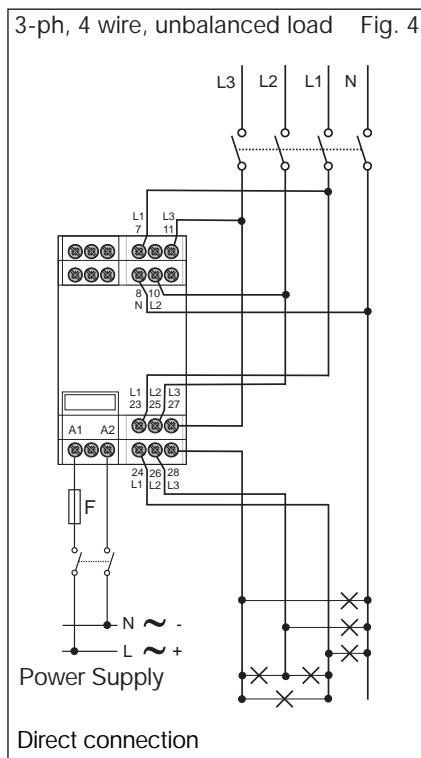 3-ph, 4 wire, unbalanced load Fig. 4
L3 L2 L1 N
L1 L3
7 11
8 10
N L2
L1 L2 L3
23 25 27
A1 A2
24 26 28
L1 L2 L3
F
N ~ -
L ~ +
Power Supply
Direct connection